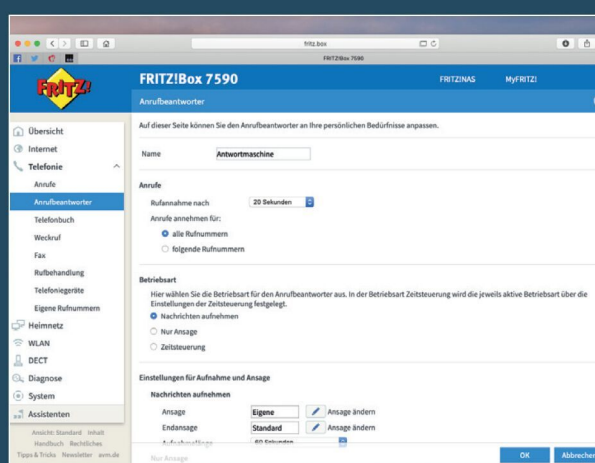 fritz.box
FRITZ!Box 7590
FRITZ!
FRITZ!Box 7590
FRITZ!NAS
MyFRITZ!
Anrufbeantworter
Übersicht
Internet
Telefonie
Anrufe
Anrufbeantworter
Telefonbuch
Weckruf
Fax
Rufbehandlung
Telefoniegeräte
Eigene Rufnummern
Heimnetz
WLAN
DECT
Diagnose
System
Assistenten
Ansicht: Standard Inhalt
Handbuch Rechtliches
Tipps & Tricks Newsletter avm.de
Auf dieser Seite können Sie den Anrufbeantworter an Ihre persönlichen Bedürfnisse anpassen.
Name Antwortmaschine
Anrufe
Rufannahme nach 20 Sekunden
Anrufe annehmen für:
alle Rufnummern
folgende Rufnummern
Betriebsart
Hier wählen Sie die Betriebsart für den Anrufbeantworter aus. In der Betriebsart Zeitsteuerung wird die jeweils aktive Betriebsart über die
Einstellungen der Zeitsteuerung festgelegt.
Nachrichten aufnehmen
Nur Ansage
Zeitsteuerung
Einstellungen für Aufnahme und Ansage
Nachrichten aufnehmen
Ansage Eigene Ansage ändern
Endansage Standard Ansage ändern
Aufnahmelänge 60 Sekunden
Nur Ansage
OK
Abbrechen